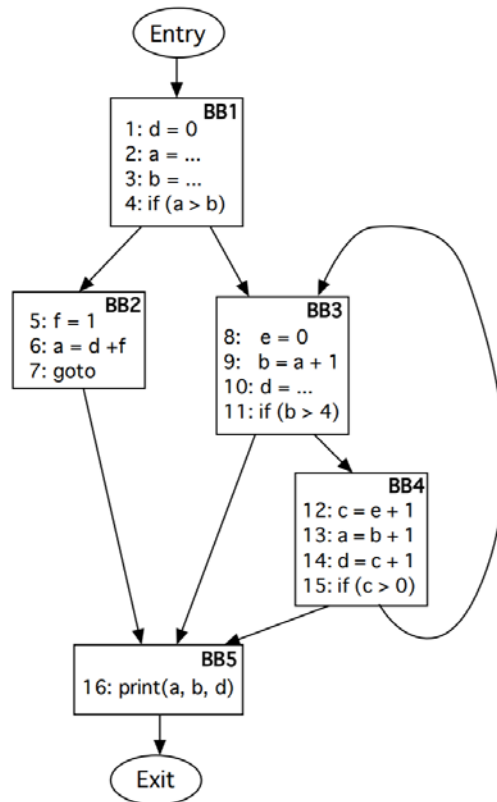 Entry
BB1
1: d = 0
2: a = ...
3: b = ...
4: if (a > b)
BB2
5: f = 1
6: a = d +f
7: goto
BB3
8: e = 0
9: b = a + 1
10: d = ...
11: if (b > 4)
BB4
12: c = e + 1
13: a = b + 1
14: d = c + 1
15: if (c > 0)
BB5
16: print(a, b, d)
Exit